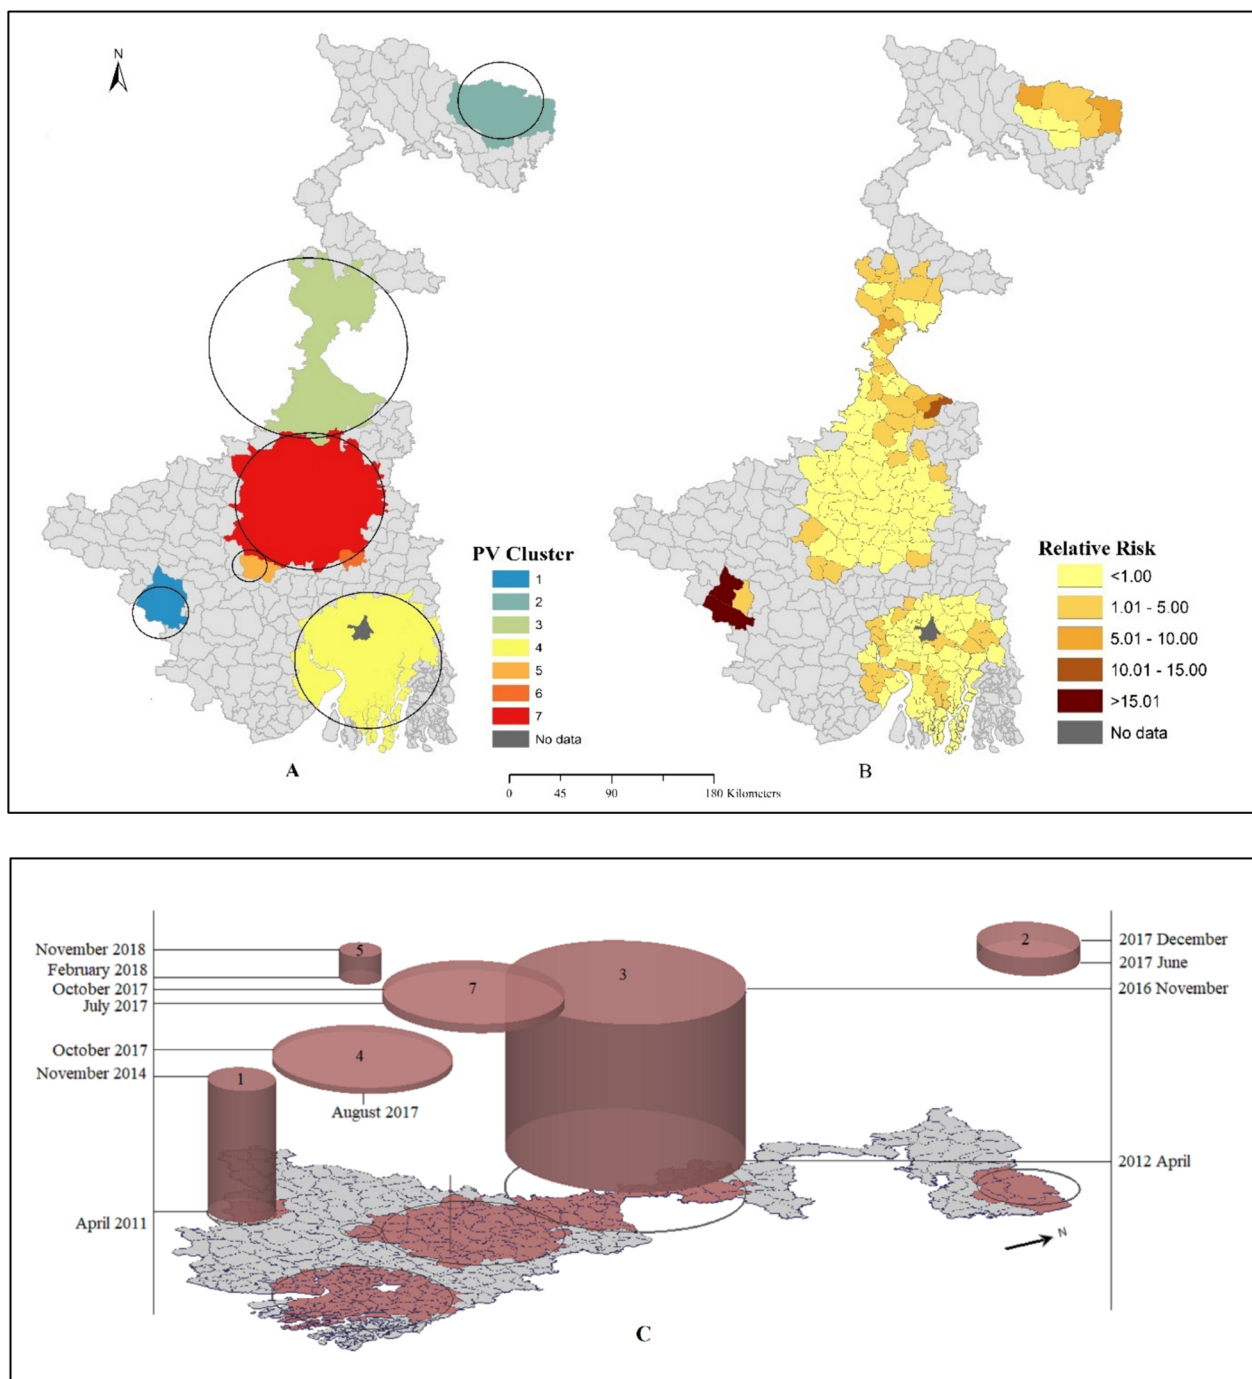 N
PV Cluster
1
2
3
4
5
6
7
No data
A
Relative Risk
<1.00
1.01 - 5.00
5.01 - 10.00
10.01 - 15.00
>15.01
No data
B
0 45 90 180 Kilometers
November 2018
February 2018
October 2017
July 2017
October 2017
November 2014
April 2011
5
7
3
4
1
August 2017
2
2017 December
2017 June
2016 November
2012 April
N
C